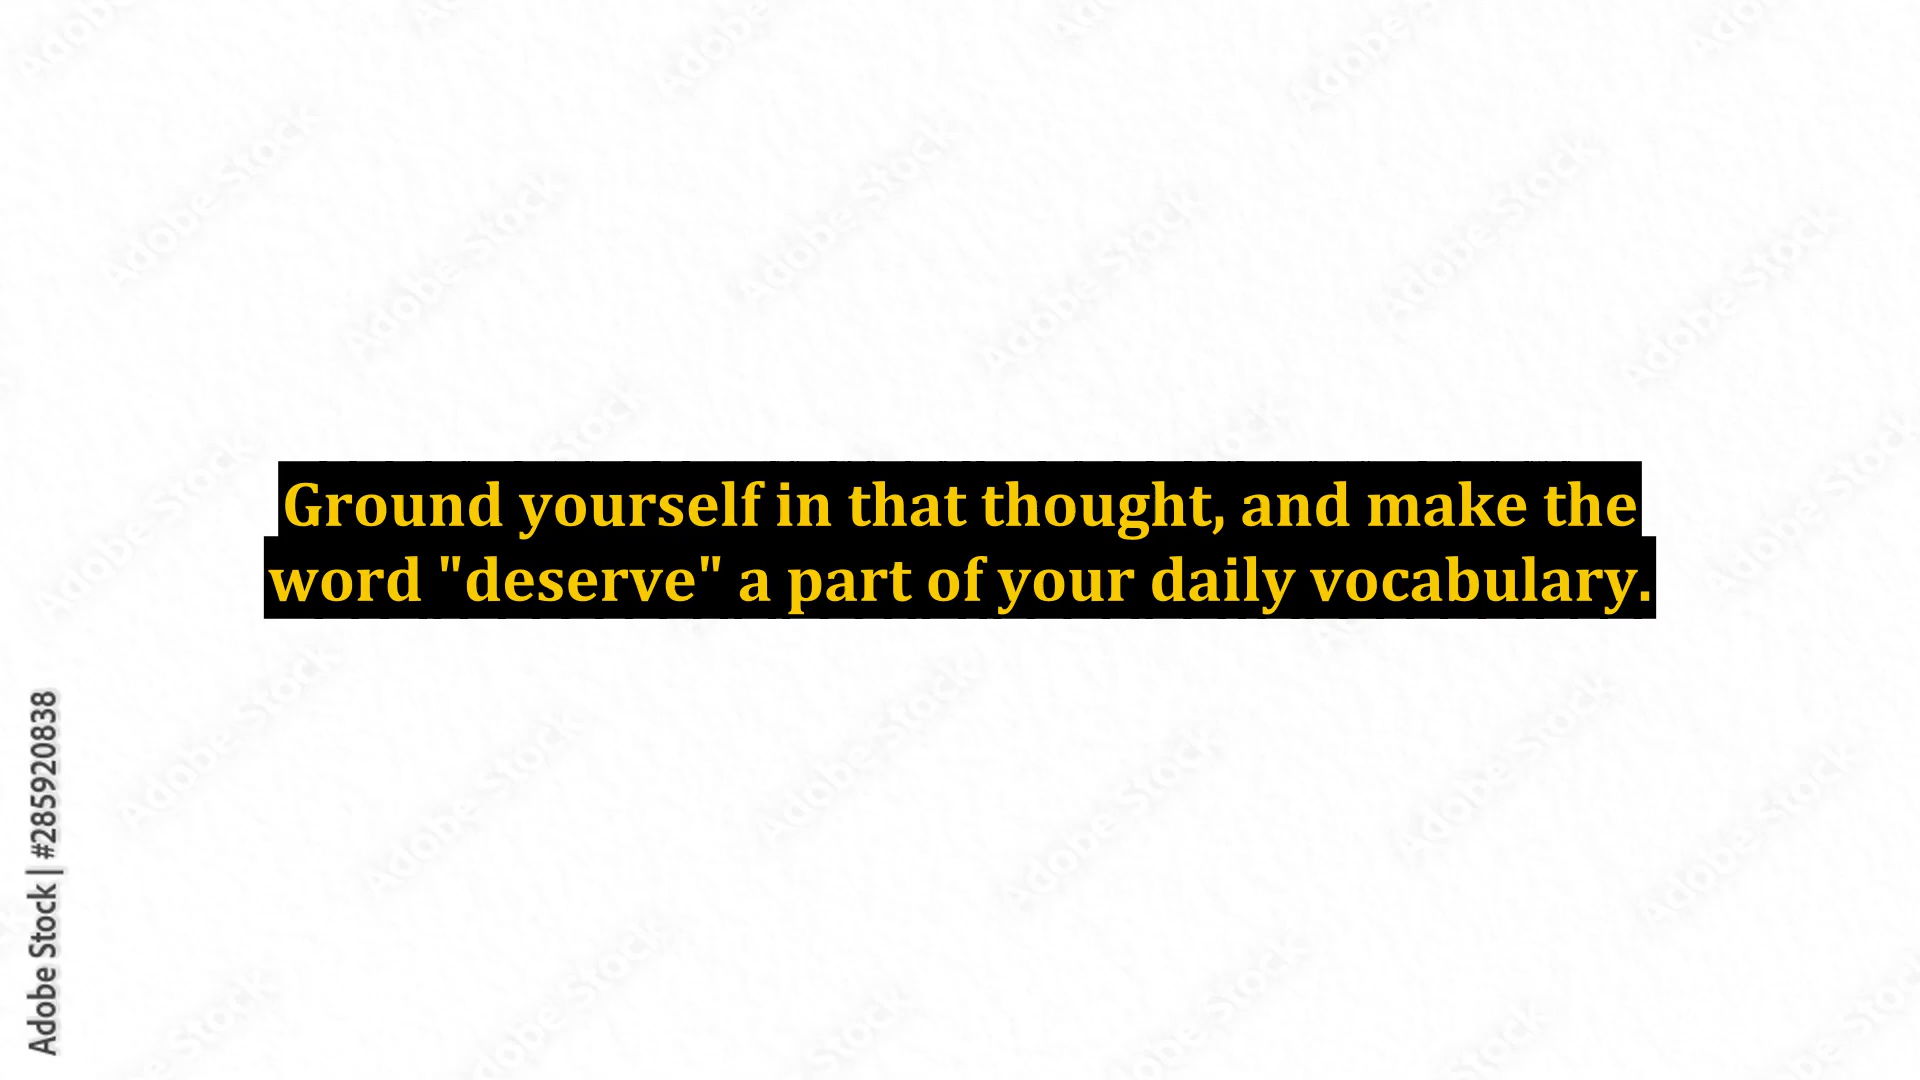 Ground yourself in that thought, and make the
word "deserve" a part of your daily vocabulary.
Adobe Stock | #285920838